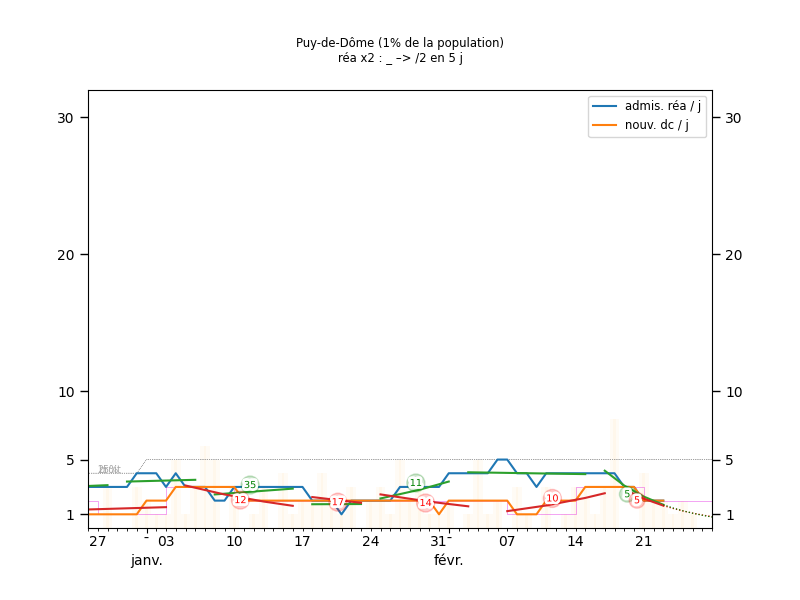 Puy-de-Dôme (1% de la population)
réa x2 : _ –> /2 en 5 j
admis. réa / j
nouv. dc / j
30 30
20 20
10 10
5 5
1 1
35
12
17
11
14
10
5
5
27 03 10 17 24 31 07 14 21
janv. févr.